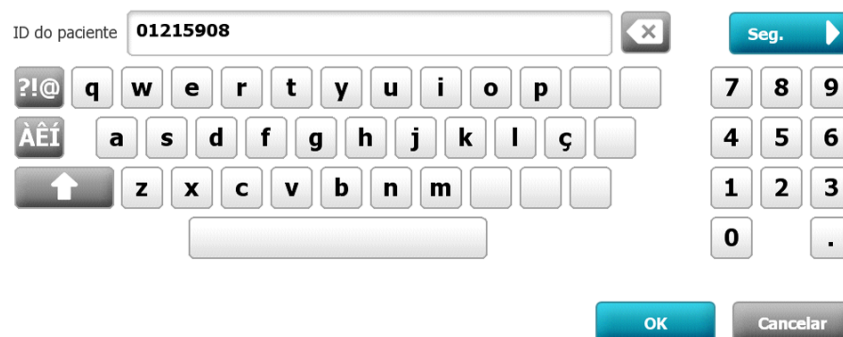 ID do paciente 01215908 Seg.
?!@ q w e r t y u i o p 7 8 9
ÀÊÍ a s d f g h j k l ç 4 5 6
z x c v b n m 1 2 3
0 .
OK Cancelar